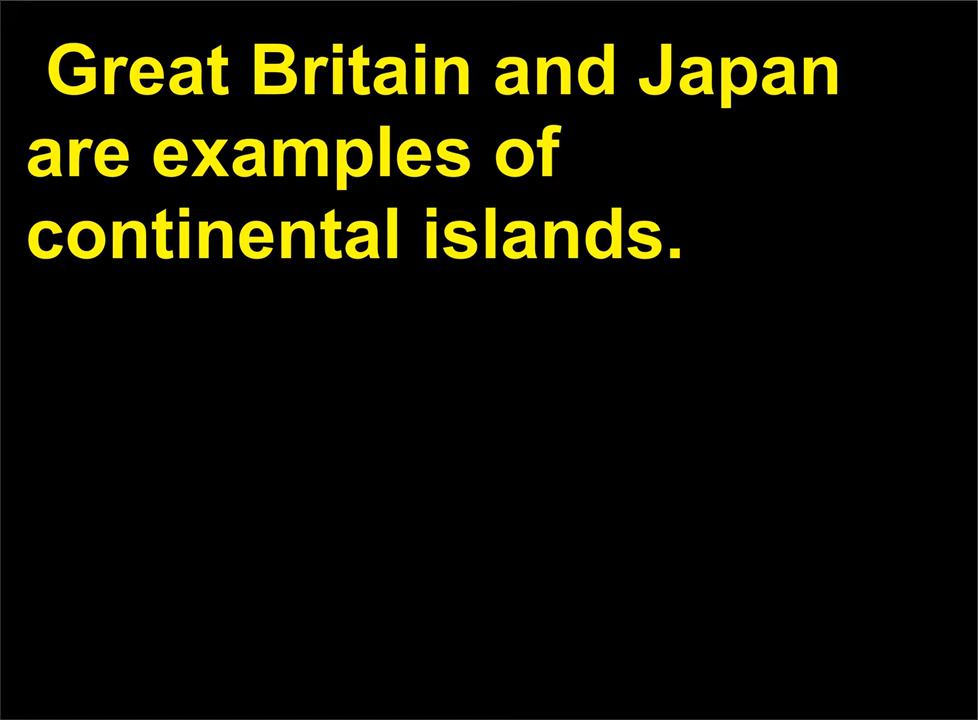 Great Britain and Japan
are examples of
continental islands.